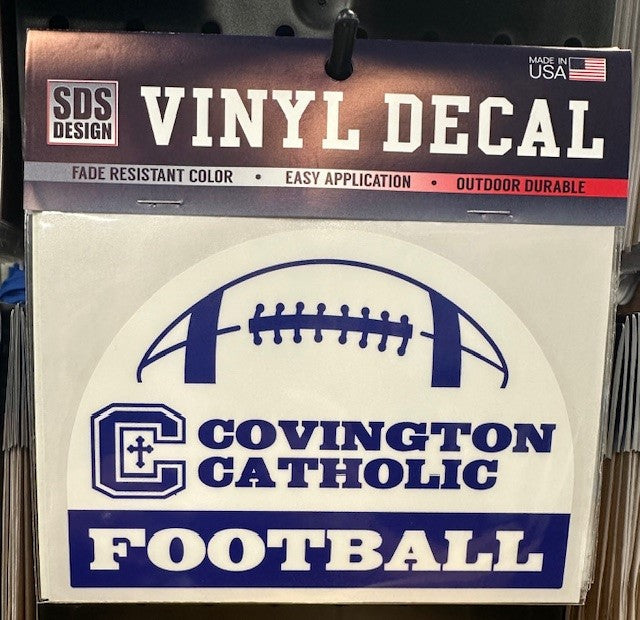 MADE IN
USA
SDS
DESIGN
VINYL DECAL
FADE RESISTANT COLOR • EASY APPLICATION • OUTDOOR DURABLE
C COVINGTON
CATHOLIC
FOOTBALL